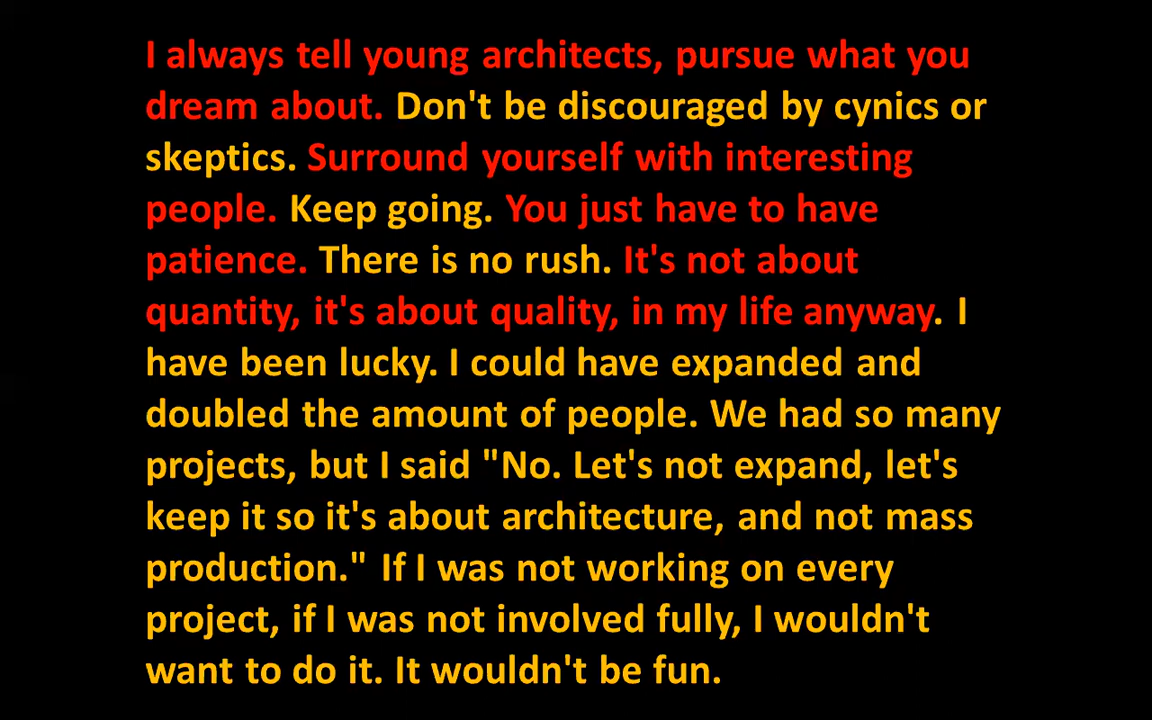 I always tell young architects, pursue what you
dream about. Don't be discouraged by cynics or
skeptics. Surround yourself with interesting
people. Keep going. You just have to have
patience. There is no rush. It's not about
quantity, it's about quality, in my life anyway. I
have been lucky. I could have expanded and
doubled the amount of people. We had so many
projects, but I said "No. Let's not expand, let's
keep it so it's about architecture, and not mass
production." If I was not working on every
project, if I was not involved fully, I wouldn't
want to do it. It wouldn't be fun.